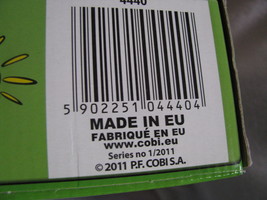 4440
5 902251 044404
MADE IN EU
FABRIQUÉ EN EU
www.cobi.eu
Series no 1/2011
© 2011 P.F. COBI S.A.